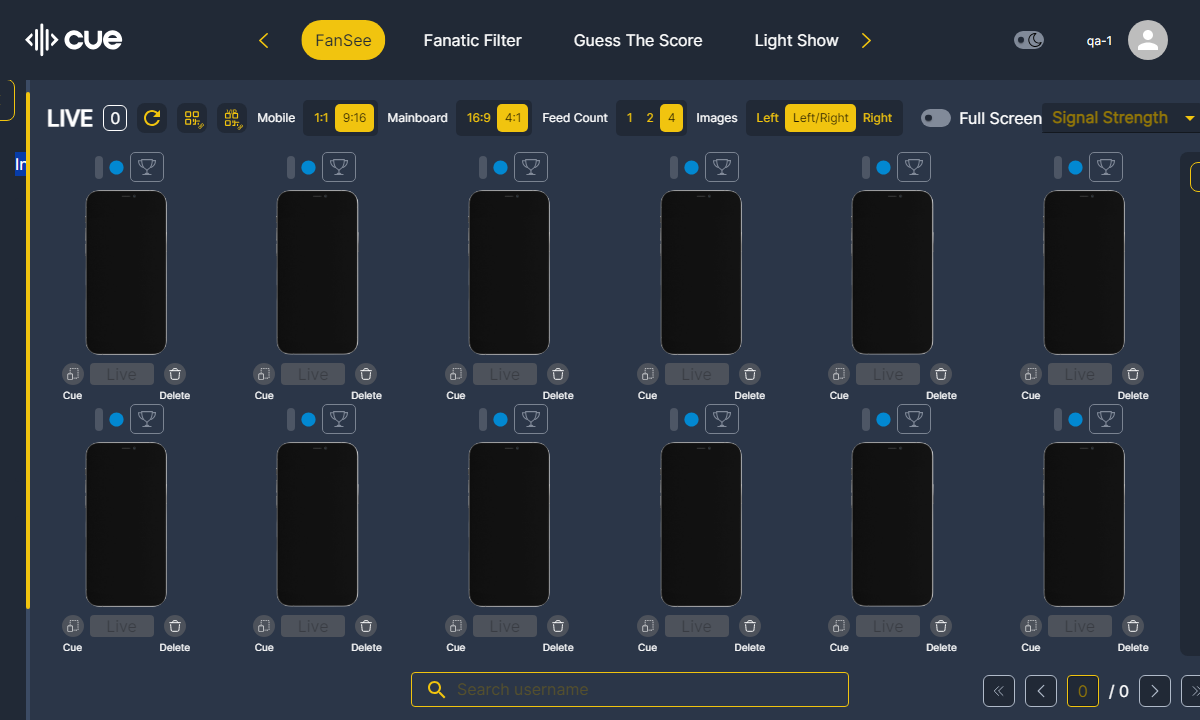 cue FanSee Fanatic Filter Guess The Score Light Show qa-1
LIVE 0 Mobile 1:1 9:16 Mainboard 16:9 4:1 Feed Count 1 2 4 Images Left Left/Right Right Full Screen Signal Strength
In
Live Live Live Live Live Live
Cue Delete Cue Delete Cue Delete Cue Delete Cue Delete Cue Delete
Live Live Live Live Live Live
Cue Delete Cue Delete Cue Delete Cue Delete Cue Delete Cue Delete
Search username 0 / 0